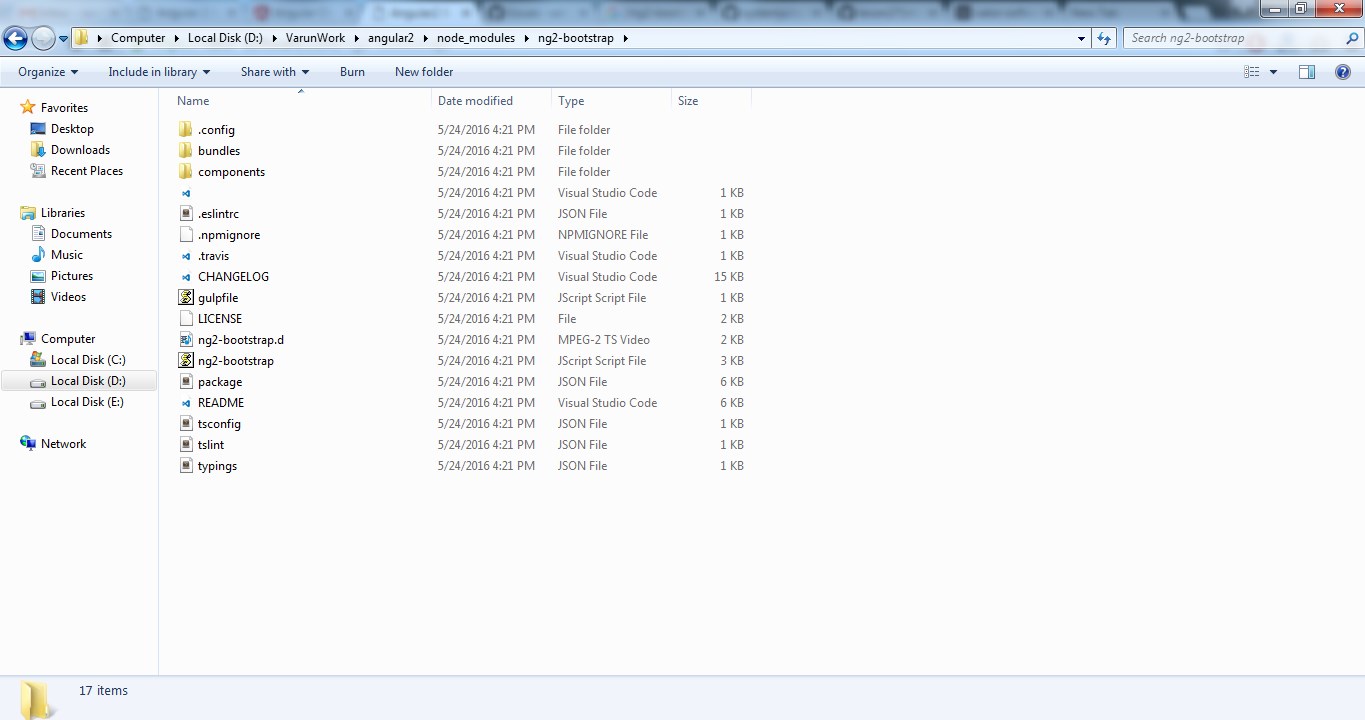 Computer Local Disk (D:) VarunWork angular2 node_modules ng2-bootstrap Search ng2-bootstrap
Organize Include in library Share with Burn New folder
Favorites
Desktop
Downloads
Recent Places
Libraries
Documents
Music
Pictures
Videos
Computer
Local Disk (C:)
Local Disk (D:)
Local Disk (E:)
Network
Name Date modified Type Size
.config 5/24/2016 4:21 PM File folder
bundles 5/24/2016 4:21 PM File folder
components 5/24/2016 4:21 PM File folder
5/24/2016 4:21 PM Visual Studio Code 1 KB
.eslintrc 5/24/2016 4:21 PM JSON File 1 KB
.npmignore 5/24/2016 4:21 PM NPMIGNORE File 1 KB
.travis 5/24/2016 4:21 PM Visual Studio Code 1 KB
CHANGELOG 5/24/2016 4:21 PM Visual Studio Code 15 KB
gulpfile 5/24/2016 4:21 PM JScript Script File 1 KB
LICENSE 5/24/2016 4:21 PM File 2 KB
ng2-bootstrap.d 5/24/2016 4:21 PM MPEG-2 TS Video 2 KB
ng2-bootstrap 5/24/2016 4:21 PM JScript Script File 3 KB
package 5/24/2016 4:21 PM JSON File 6 KB
README 5/24/2016 4:21 PM Visual Studio Code 6 KB
tsconfig 5/24/2016 4:21 PM JSON File 1 KB
tslint 5/24/2016 4:21 PM JSON File 1 KB
typings 5/24/2016 4:21 PM JSON File 1 KB
17 items